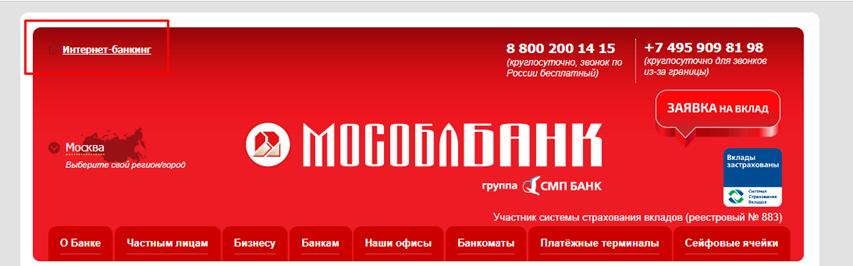 Интернет-банкинг
8 800 200 14 15
(круглосуточно, звонок по
России бесплатный)
+7 495 909 81 98
(круглосуточно для звонков
из-за границы)
ЗАЯВКА НА ВКЛАД
Москва
Выберите свой регион/город
МОСОБЛБАНК
группа СМП БАНК
Вклады
застрахованы
Система
Страхования
Вкладов
Участник системы страхования вкладов (реестровый № 883)
О Банке
Частным лицам
Бизнесу
Банкам
Наши офисы
Банкоматы
Платёжные терминалы
Сейфовые ячейки